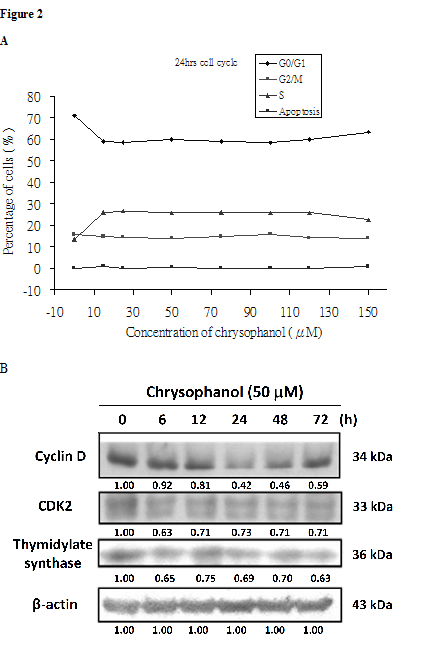 Figure 2
A
24hrs cell cycle
G0/G1
G2/M
S
Apoptosis
Percentage of cells ( % )
80
70
60
50
40
30
20
10
0
-10
-10 10 30 50 70 90 110 130 150
Concentration of chrysophanol ( μM )
B
Chrysophanol (50 μM)
0 6 12 24 48 72 (h)
Cyclin D 34 kDa
1.00 0.92 0.81 0.42 0.46 0.59
CDK2 33 kDa
1.00 0.63 0.71 0.73 0.71 0.71
Thymidylate
synthase 36 kDa
1.00 0.65 0.75 0.69 0.70 0.63
β-actin 43 kDa
1.00 1.00 1.00 1.00 1.00 1.00